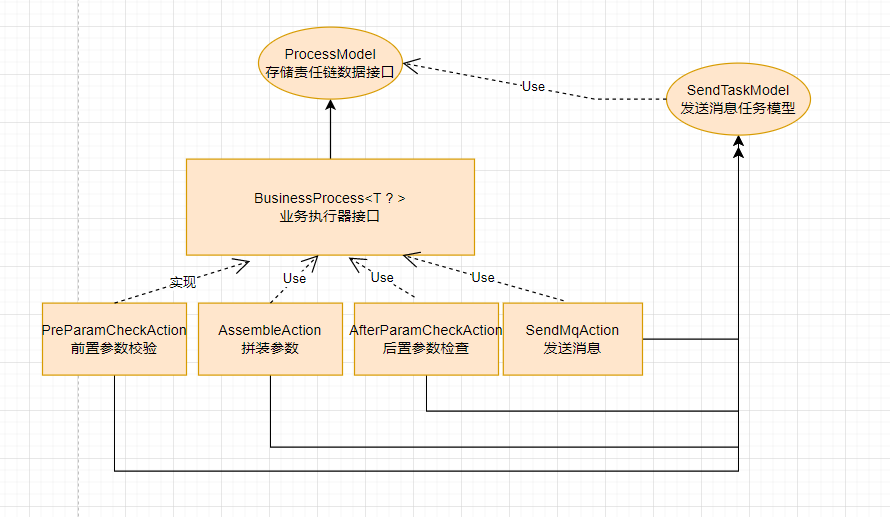 ProcessModel
存储责任链数据接口
Use
SendTaskModel
发送消息任务模型
BusinessProcess<T ? >
业务执行器接口
实现
Use
Use
Use
PreParamCheckAction
前置参数校验
AssembleAction
拼装参数
AfterParamCheckAction
后置参数检查
SendMqAction
发送消息